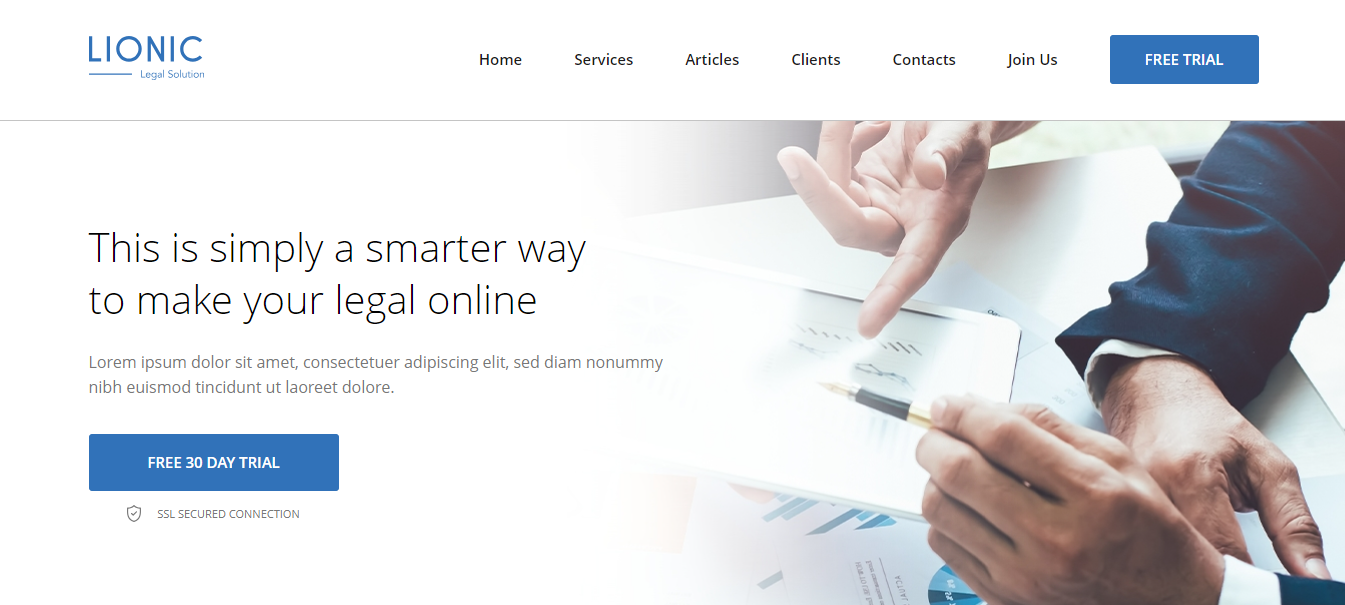 LIONIC
Legal Solution
Home
Services
Articles
Clients
Contacts
Join Us
FREE TRIAL
This is simply a smarter way
to make your legal online
Lorem ipsum dolor sit amet, consectetuer adipiscing elit, sed diam nonummy
nibh euismod tincidunt ut laoreet dolore.
FREE 30 DAY TRIAL
SSL SECURED CONNECTION